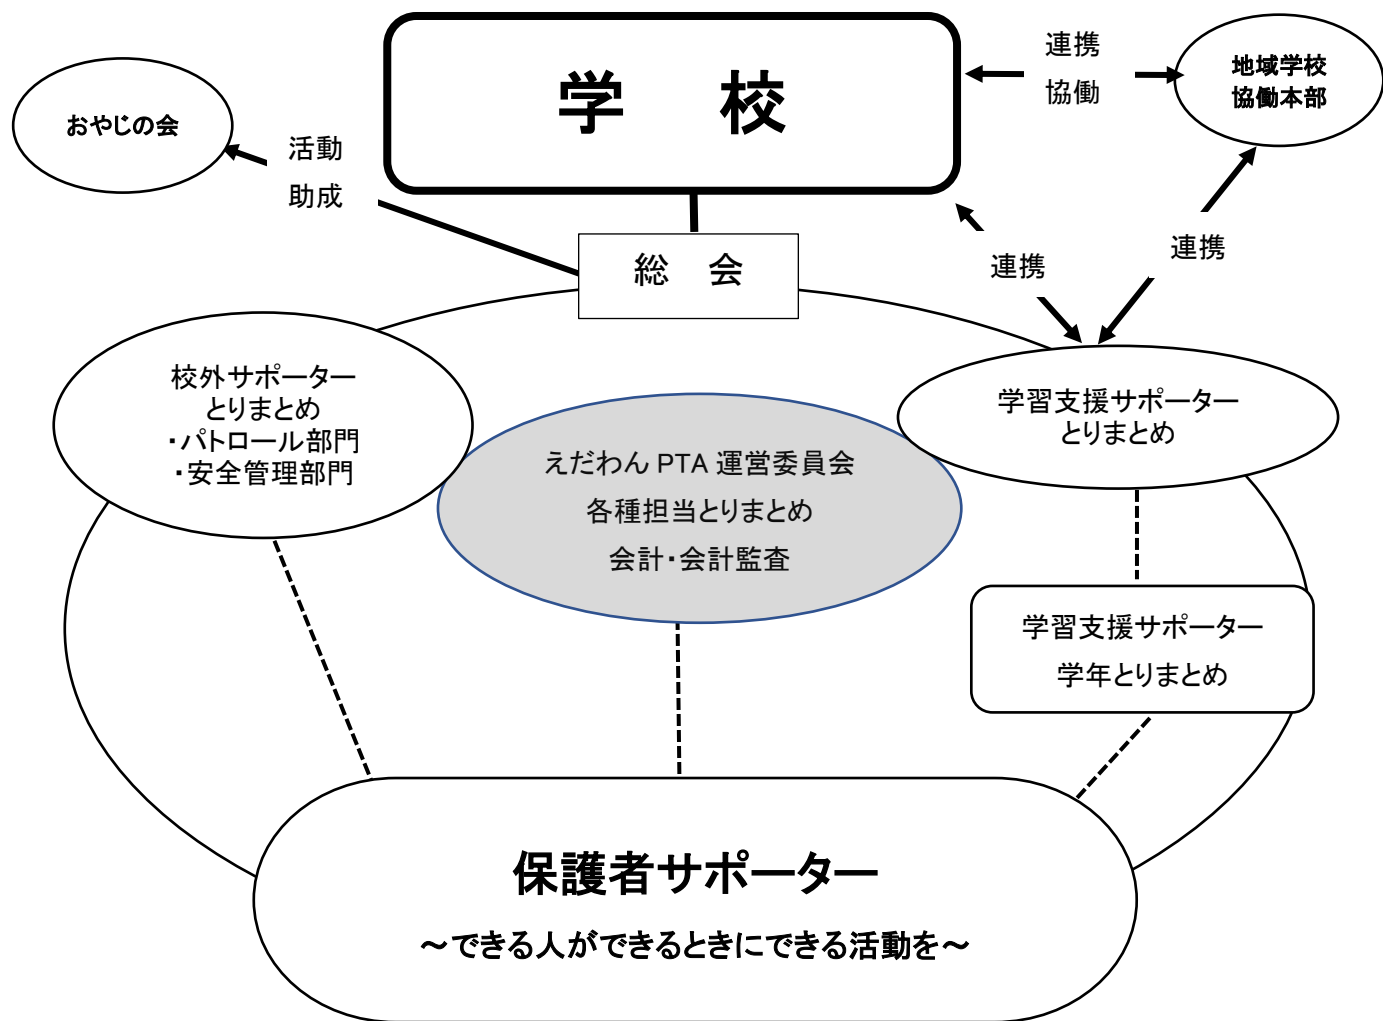 学　校
連携
協働
地域学校
協働本部
おやじの会
活動
助成
総　会
連携
連携
校外サポーター
とりまとめ
・パトロール部門
・安全管理部門
えだわん PTA 運営委員会
各種担当とりまとめ
会計・会計監査
学習支援サポーター
とりまとめ
学習支援サポーター
学年とりまとめ
保護者サポーター
～できる人ができるときにできる活動を～